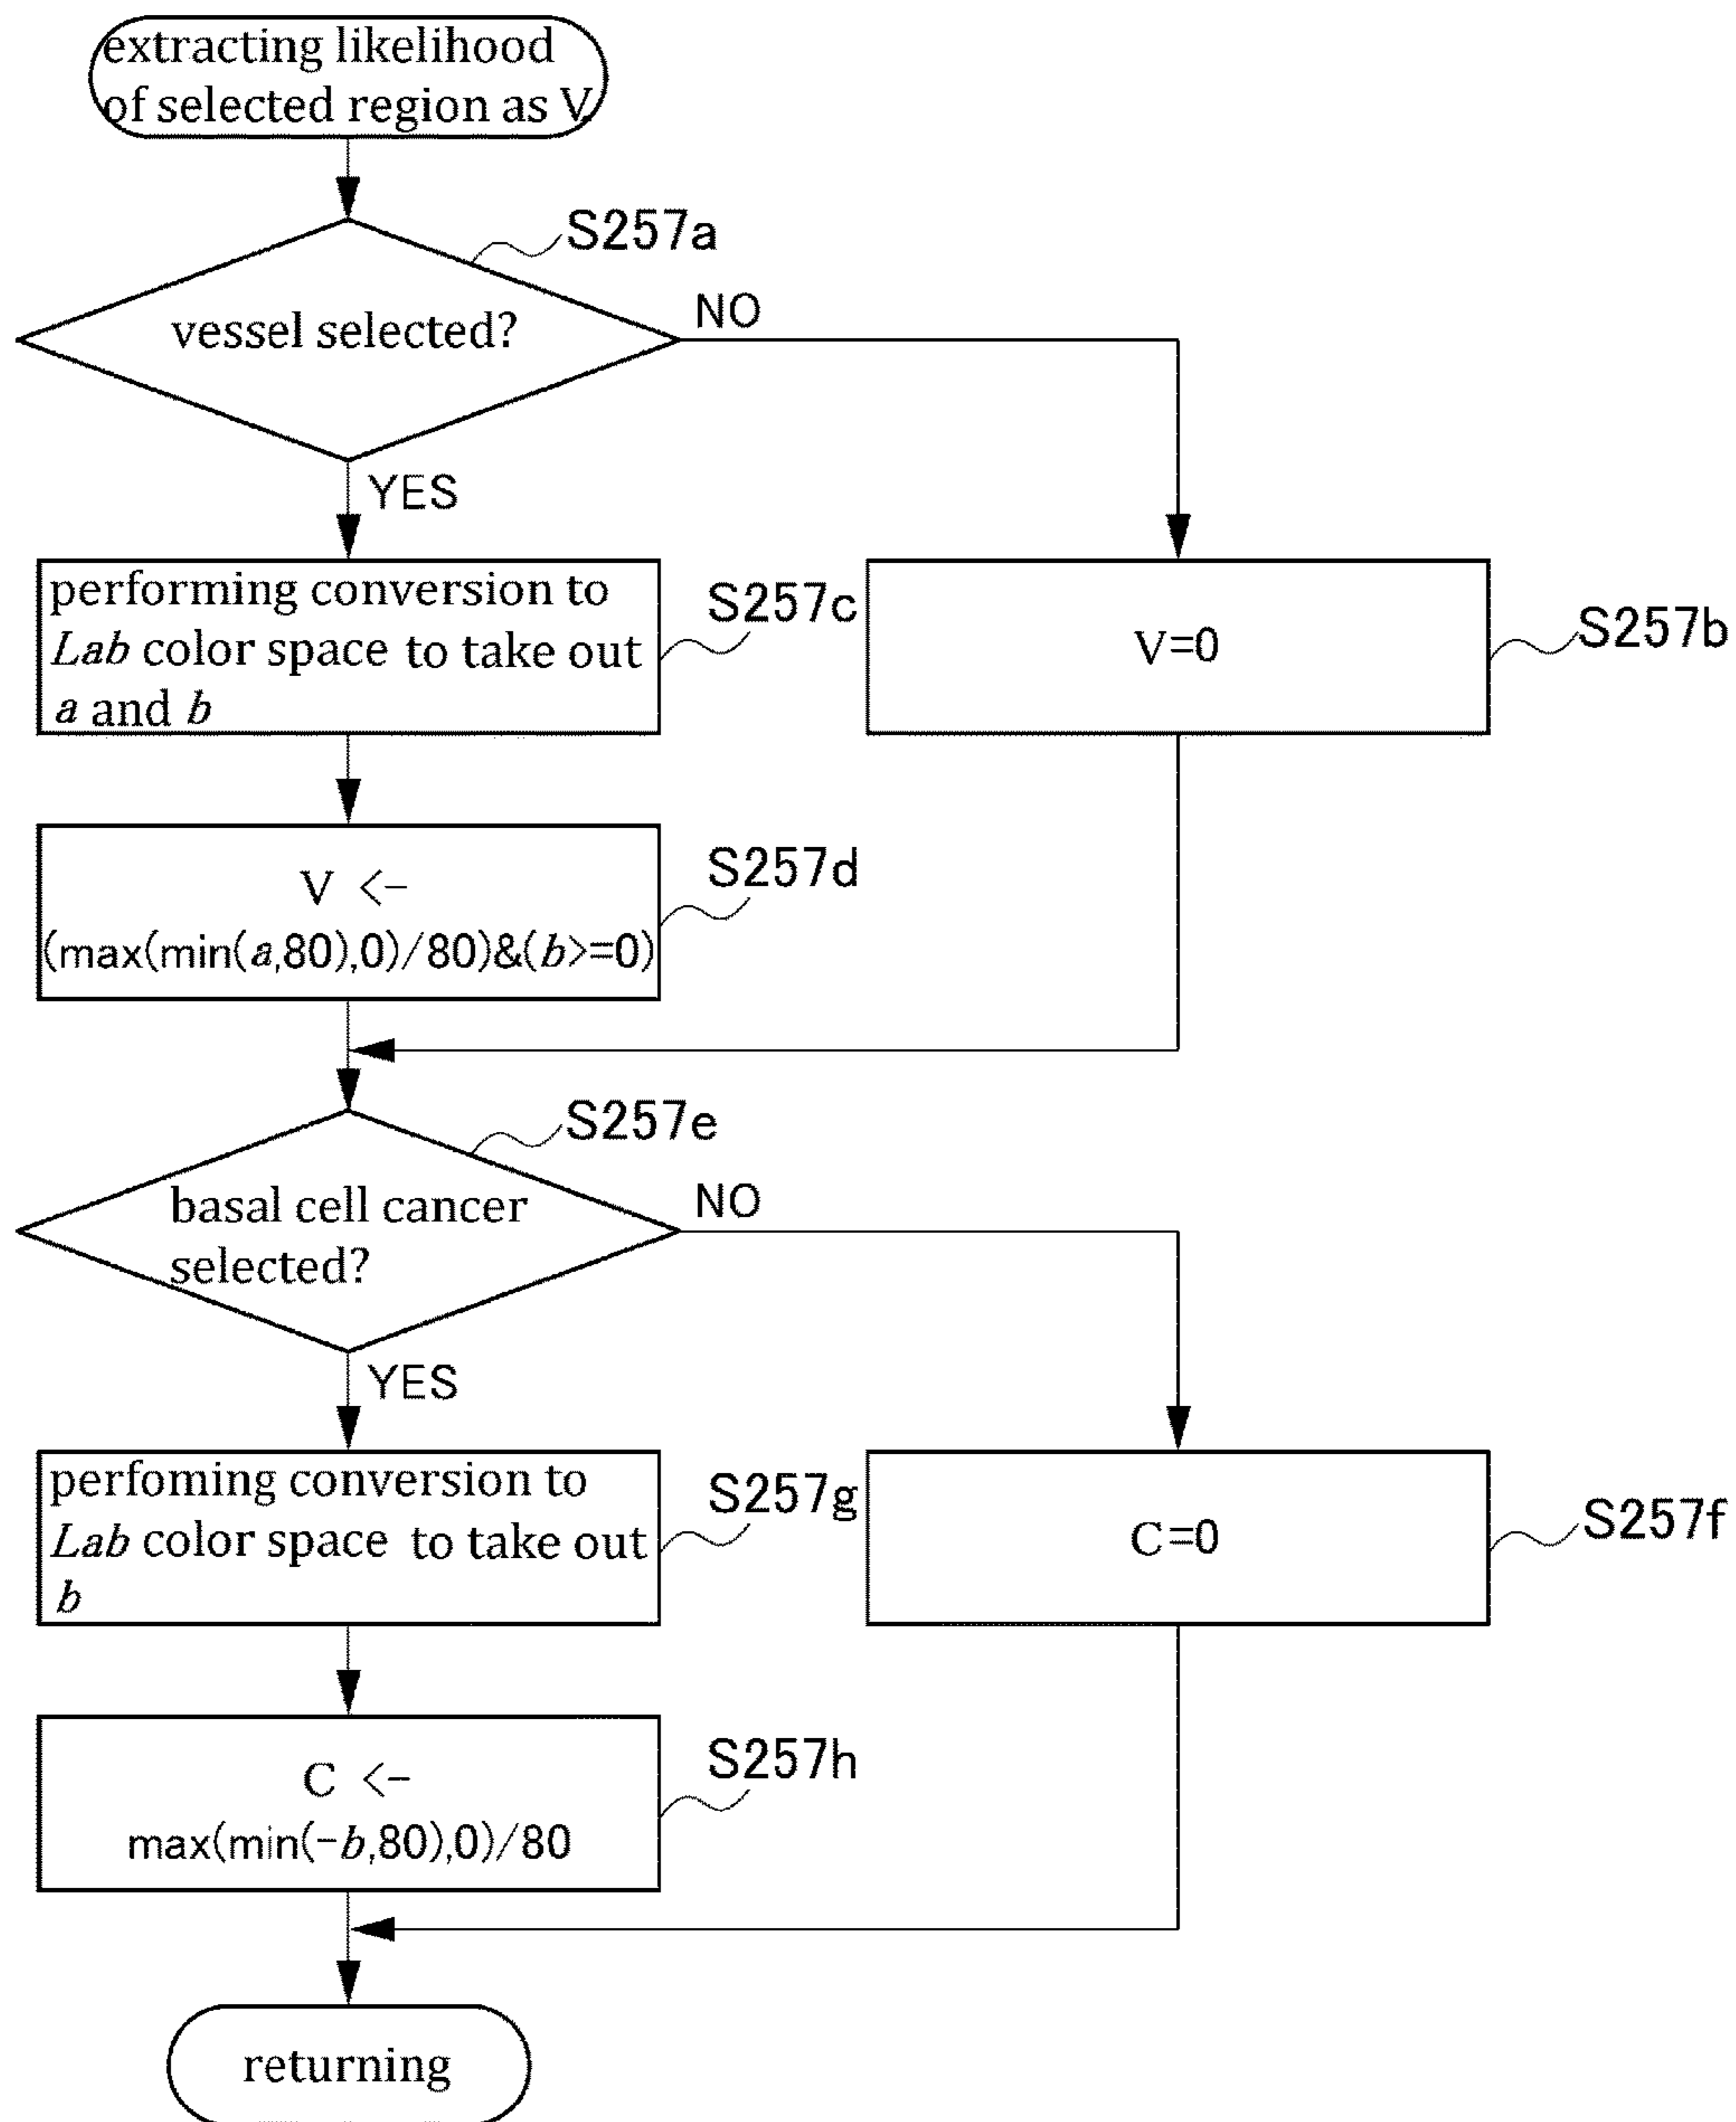 extracting likelihood
of selected region as V
S257a
vessel selected?
NO
YES
performing conversion to
Lab color space to take out
a and b
S257c
V=0
S257b
V <-
(max(min(a,80),0)/80)&(b>=0)
S257d
S257e
basal cell cancer
selected?
NO
YES
perfoming conversion to
Lab color space to take out
b
S257g
C=0
S257f
C <-
max(min(-b,80),0)/80
S257h
returning